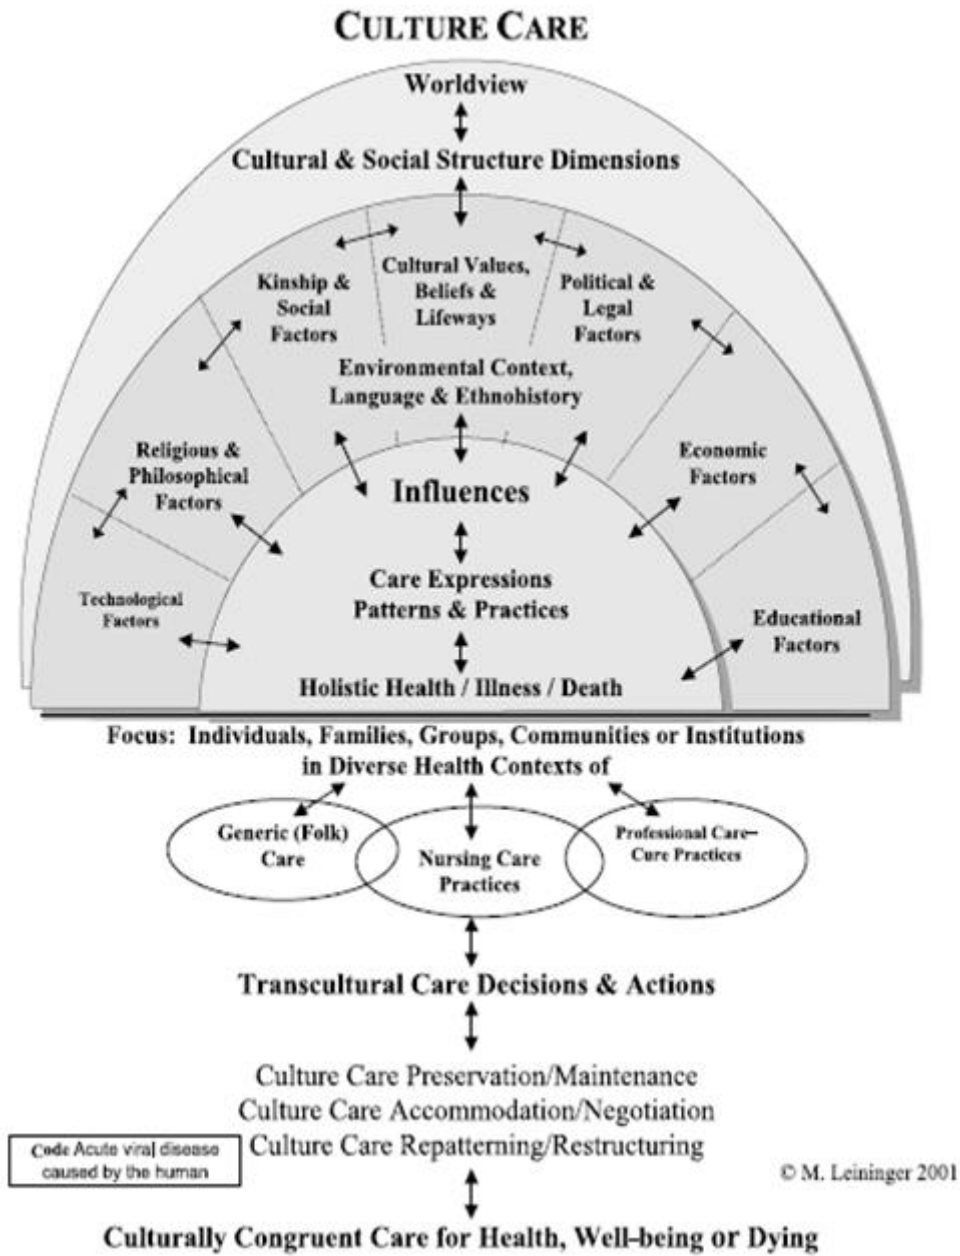 CULTURE CARE
Worldview
Cultural & Social Structure Dimensions
Kinship &
Social
Factors
Cultural Values,
Beliefs &
Lifeways
Political &
Legal
Factors
Environmental Context,
Language & Ethnohistory
Religious &
Philosophical
Factors
Economic
Factors
Influences
Care Expressions
Patterns & Practices
Technological
Factors
Educational
Factors
Holistic Health / Illness / Death
Focus: Individuals, Families, Groups, Communities or Institutions
in Diverse Health Contexts of
Generic (Folk)
Care
Nursing Care
Practices
Professional Care–
Cure Practices
Transcultural Care Decisions & Actions
Culture Care Preservation/Maintenance
Culture Care Accommodation/Negotiation
Culture Care Repatterning/Restructuring
Code Acute viral disease
caused by the human
© M. Leininger 2001
Culturally Congruent Care for Health, Well-being or Dying